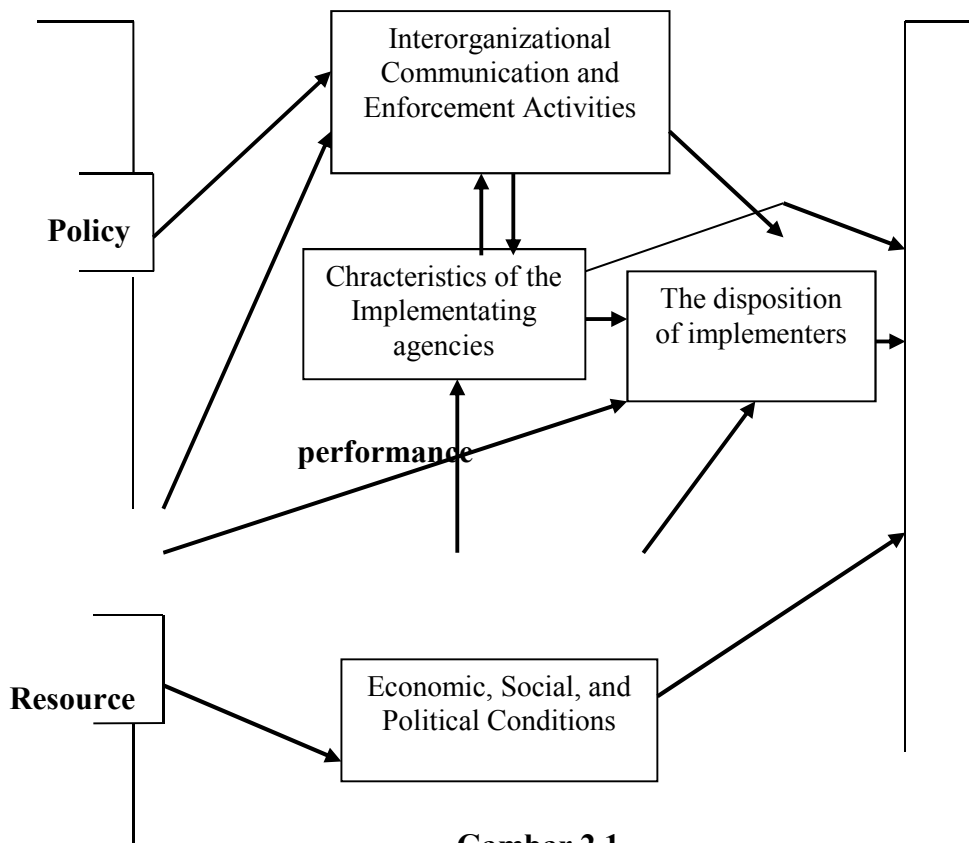 Interorganizational
Communication and
Enforcement Activities
Policy
Chracteristics of the
Implementating
agencies
The disposition
of implementers
performance
Resource
Economic, Social, and
Political Conditions
Gambar 2.1